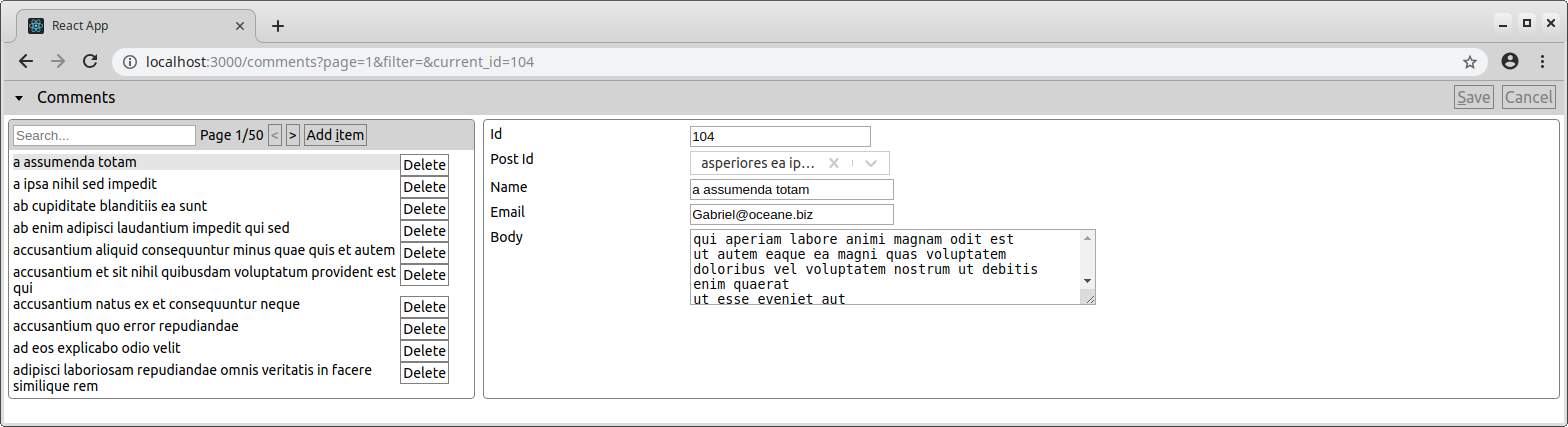 React App
localhost:3000/comments?page=1&filter=&current_id=104
Comments
Save Cancel
Search... Page 1/50 < > Add item
a assumenda totam Delete
a ipsa nihil sed impedit Delete
ab cupiditate blanditiis ea sunt Delete
ab enim adipisci laudantium impedit qui sed Delete
accusantium aliquid consequuntur minus quae quis et autem Delete
accusantium et sit nihil quibusdam voluptatum provident est Delete
qui
accusantium natus ex et consequuntur neque Delete
accusantium quo error repudiandae Delete
ad eos explicabo odio velit Delete
adipisci laboriosam repudiandae omnis veritatis in facere Delete
similique rem
Id 104
Post Id asperiores ea ip...
Name a assumenda totam
Email Gabriel@oceane.biz
Body qui aperiam labore animi magnam odit est
ut autem eaque ea magni quas voluptatem
doloribus vel voluptatem nostrum ut debitis
enim quaerat
ut esse eveniet aut